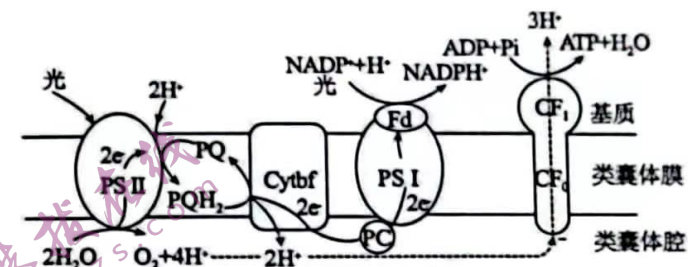 3H⁺
ADP+Pi ATP+H₂O
NADP⁺+H⁺ NADPH⁺
光
光 2H⁺
Fd CF₁ 基质
2e PQ
PSⅡ Cytbf PSⅠ CF₀ 类囊体膜
PQH₂ 2e 2e
PC
类囊体腔
2H₂O O₂+4H⁺ 2H⁺